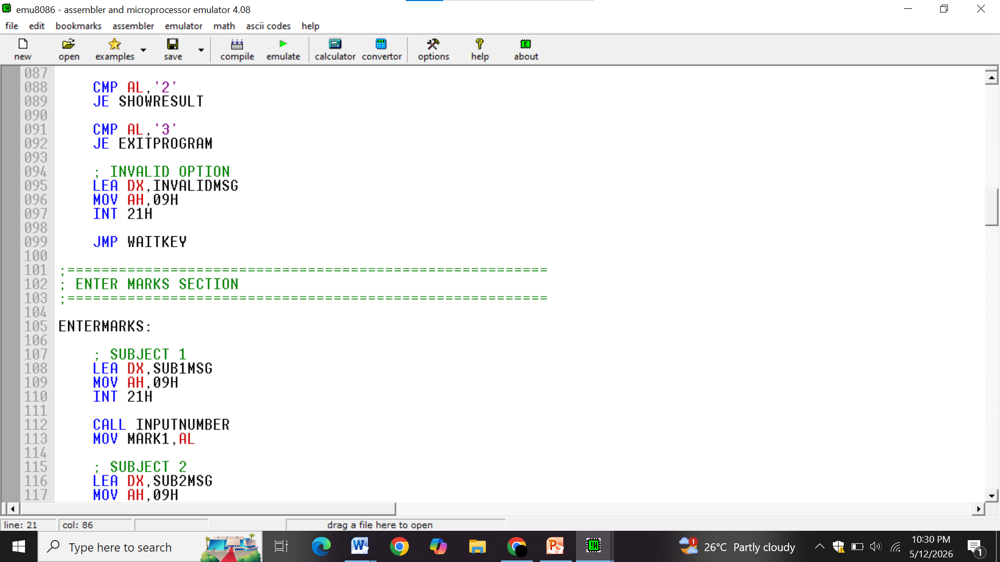 emu8086 - assembler and microprocessor emulator 4.08
file edit bookmarks assembler emulator math ascii codes help
new open examples save compile emulate calculator convertor options help about
087
088 CMP AL,'2'
089 JE SHOWRESULT
090
091 CMP AL,'3'
092 JE EXITPROGRAM
093
094 ; INVALID OPTION
095 LEA DX,INVALIDMSG
096 MOV AH,09H
097 INT 21H
098
099 JMP WAITKEY
100
101 ;========================================================
102 ; ENTER MARKS SECTION
103 ;========================================================
104
105 ENTERMARKS:
106
107 ; SUBJECT 1
108 LEA DX,SUB1MSG
109 MOV AH,09H
110 INT 21H
111
112 CALL INPUTNUMBER
113 MOV MARK1,AL
114
115 ; SUBJECT 2
116 LEA DX,SUB2MSG
117 MOV AH,09H
line: 21 col: 86 drag a file here to open
Type here to search 1 26°C Partly cloudy 10:30 PM
5/12/2026 1